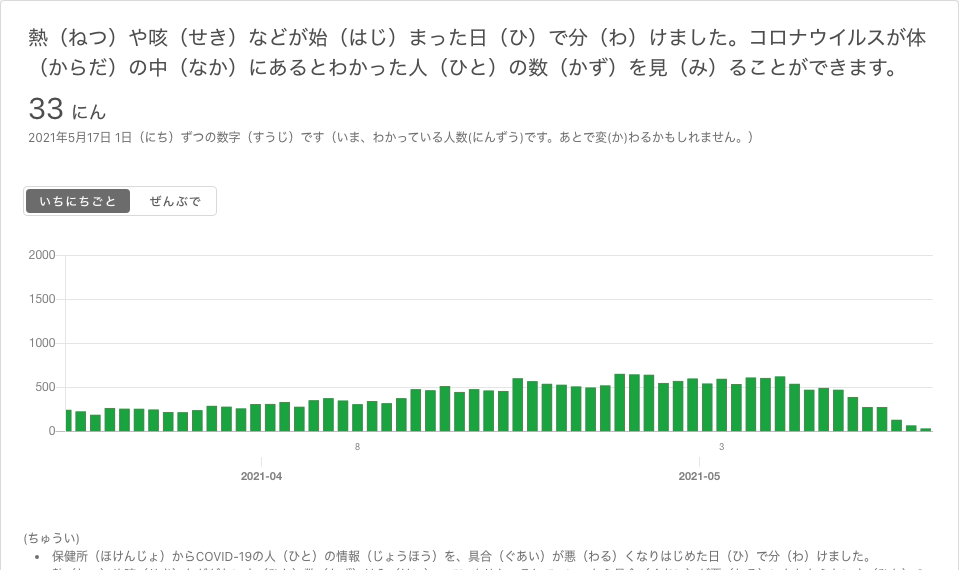 熱（ねつ）や咳（せき）などが始（はじ）まった日（ひ）で分（わ）けました。コロナウイルスが体
（からだ）の中（なか）にあるとわかった人（ひと）の数（かず）を見（み）ることができます。
33 にん
2021年5月17日 1日（にち）ずつの数字（すうじ）です（いま、わかっている人数(にんずう)です。あとで変(か)わるかもしれません。）
いちにちごと ぜんぶで
2000
1500
1000
500
0
8 3
2021-04 2021-05
(ちゅうい)
• 保健所（ほけんじょ）からCOVID-19の人（ひと）の情報（じょうほう）を、具合（ぐあい）が悪（わる）くなりはじめた日（ひ）で分（わ）けました。